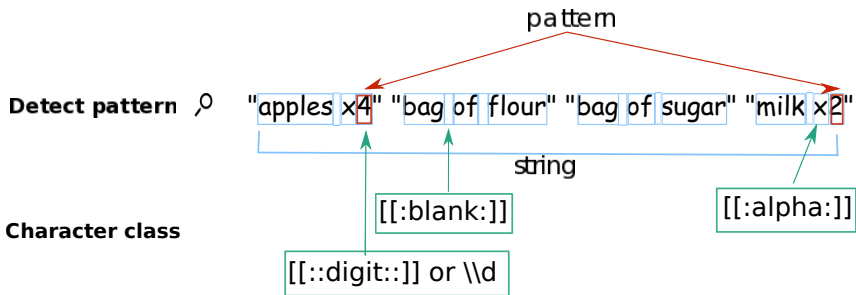 pattern
Detect pattern "apples x4" "bag of flour" "bag of sugar" "milk x2"
string
[[:blank:]] [[:alpha:]]
Character class
[[::digit::]] or \\d